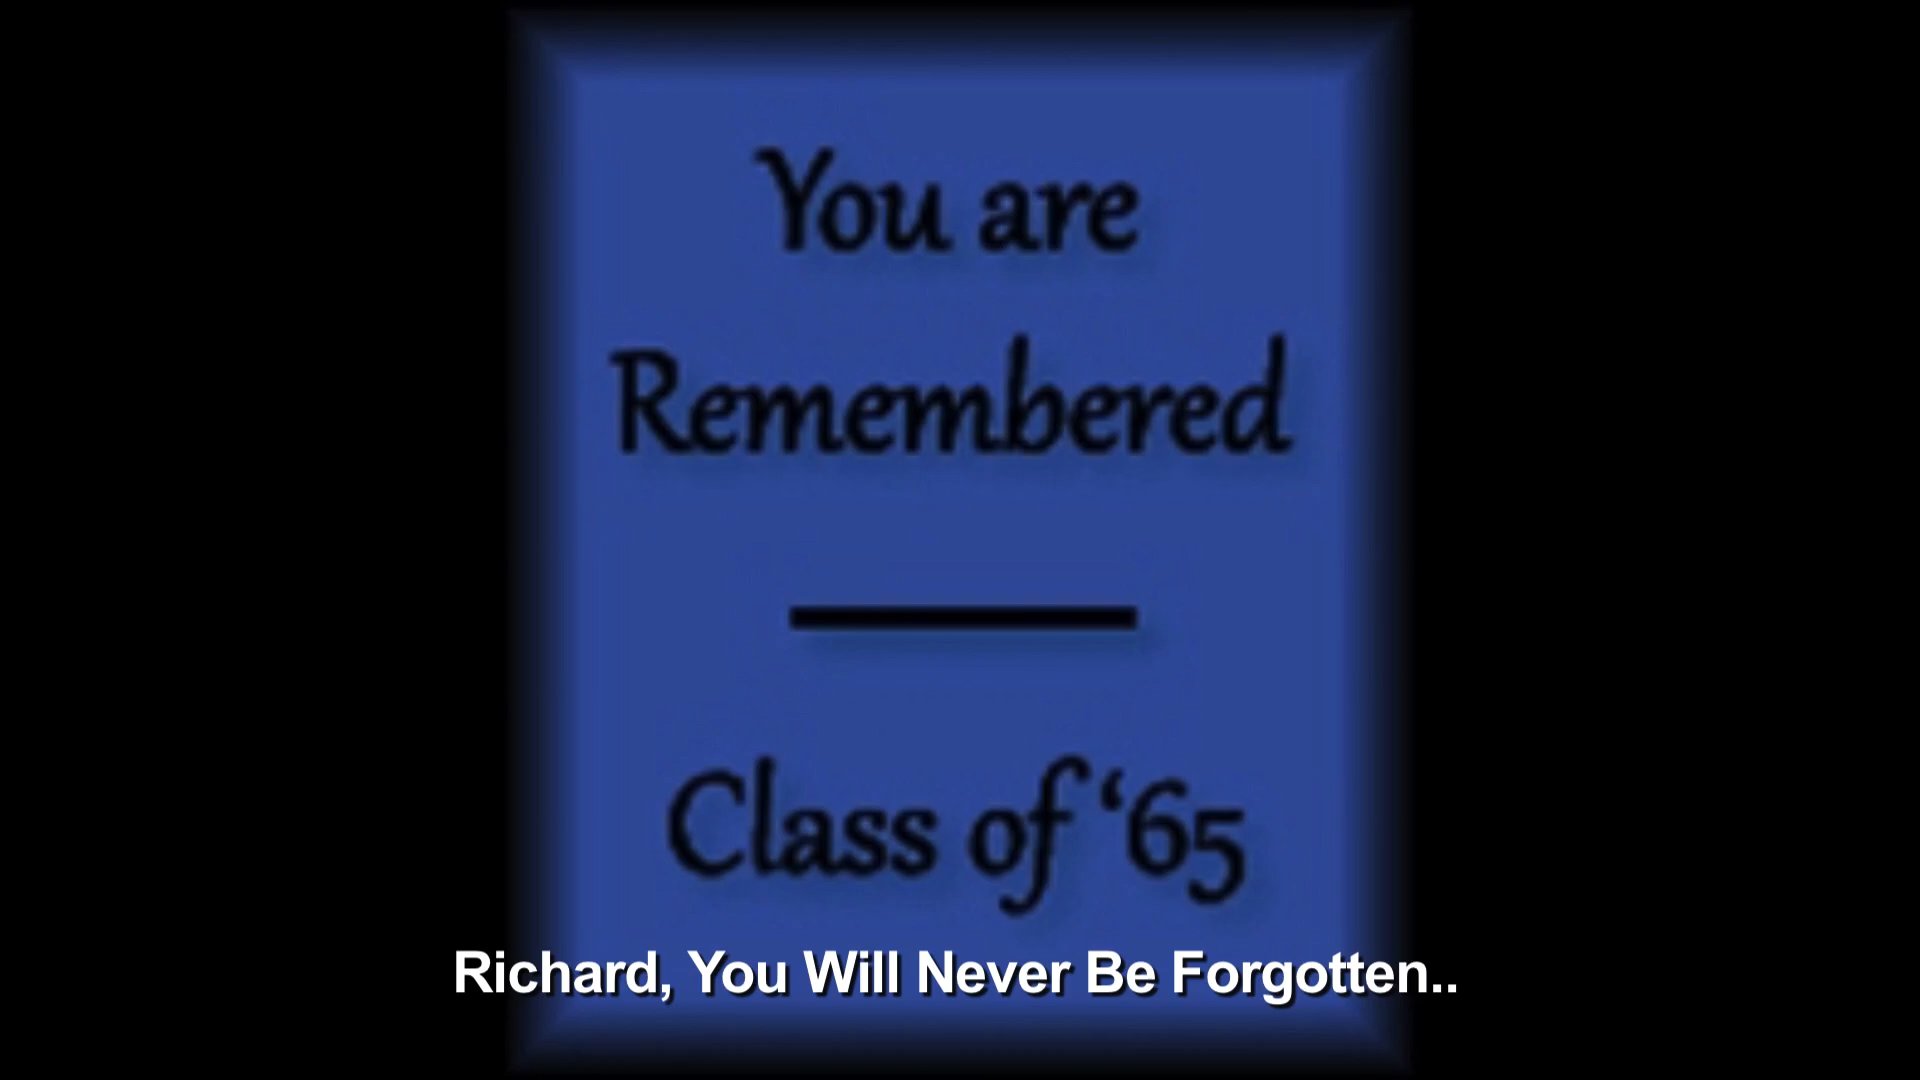 You are
Remembered
Class of ‘65
Richard, You Will Never Be Forgotten..